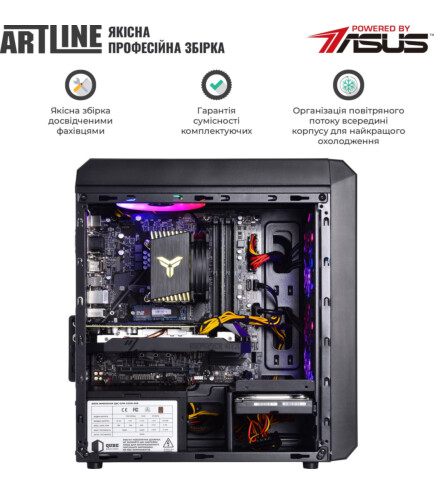 ARTLINE
ЯКІСНА
ПРОФЕСІЙНА ЗБІРКА
POWERED BY
ASUS
Якісна збірка
досвідченими
фахівцями
Гарантія
сумісності
комплектуючих
Організація повітряного
потоку всередині
корпусу для найкращого
охолодження